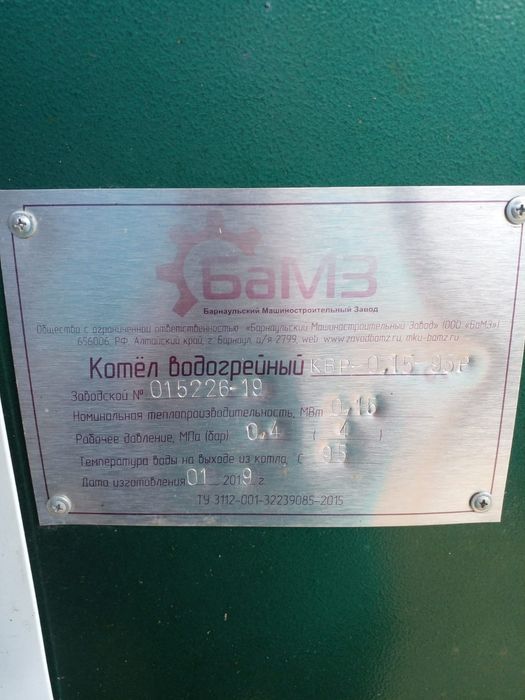 БаМЗ
Барнаульский Машиностроительный Завод
Общество с ограниченной ответственностью «Барнаульский Машиностроительный Завод» (ООО «БаМЗ»)
656006, РФ, Алтайский край, г. Барнаул, а/я 2799, web: www.zavodbamz.ru, mku-bamz.ru
Котёл водогрейный КВР-0,15
Заводской № 015226-19
Номинальная теплопроизводительность, МВт 0,15
Рабочее давление, МПа (бар) 0,4 ( 4 )
Температура воды на выходе из котла, С 95
Дата изготовления 01 2019 г.
ТУ 3112-001-32239085-2015